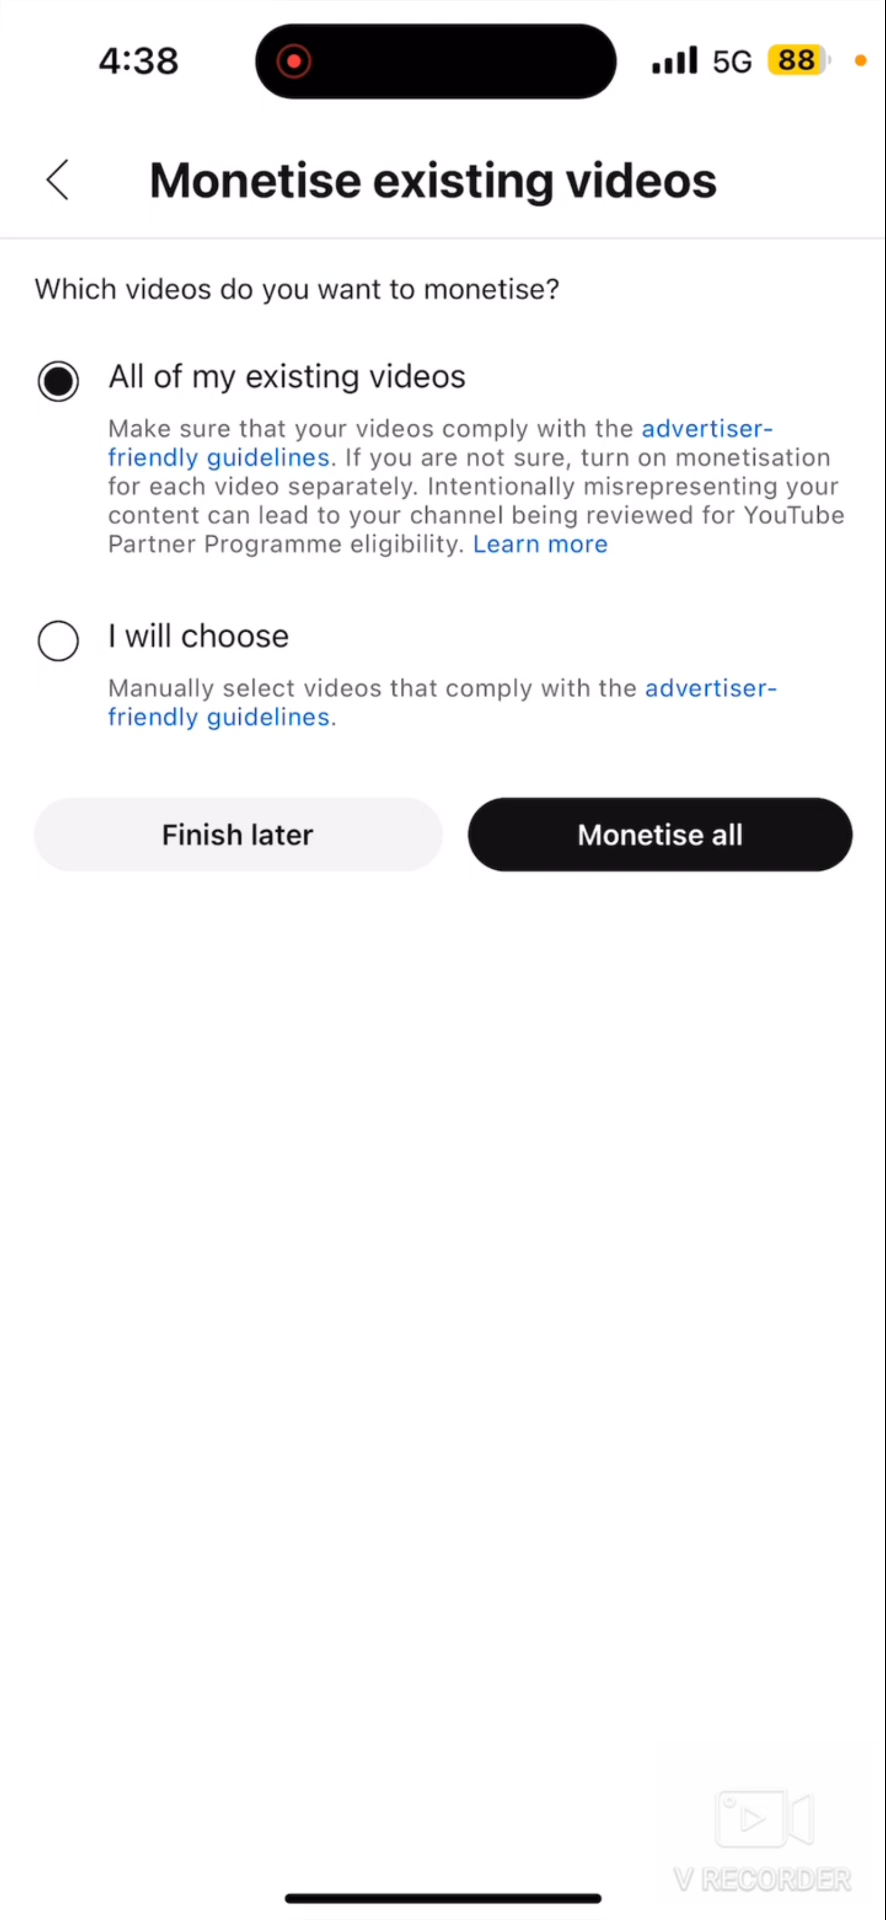 4:38
5G
88
Monetise existing videos
Which videos do you want to monetise?
All of my existing videos
Make sure that your videos comply with the advertiser-
friendly guidelines. If you are not sure, turn on monetisation
for each video separately. Intentionally misrepresenting your
content can lead to your channel being reviewed for YouTube
Partner Programme eligibility. Learn more
I will choose
Manually select videos that comply with the advertiser-
friendly guidelines.
Finish later
Monetise all
V RECORDER